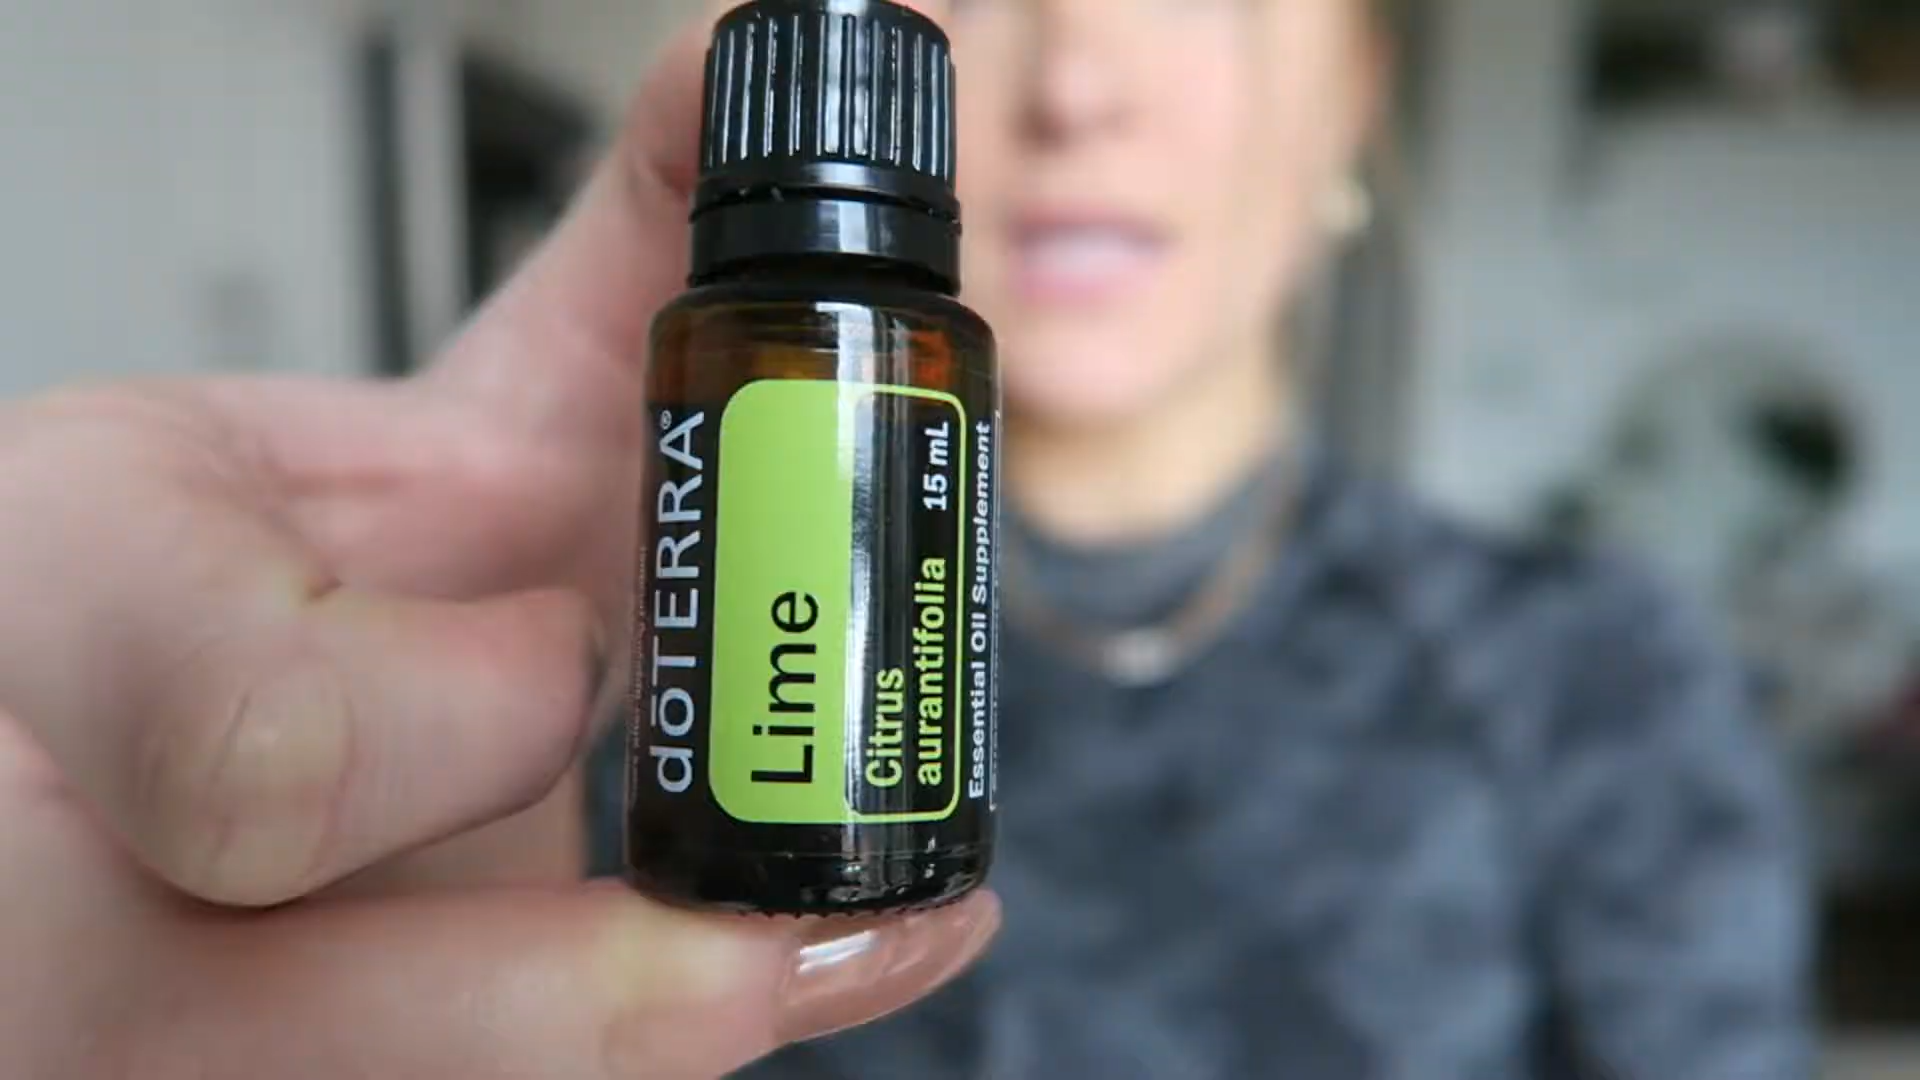 dōTERRA®
Lime
Citrus
aurantifolia 15 mL
Essential Oil Supplement